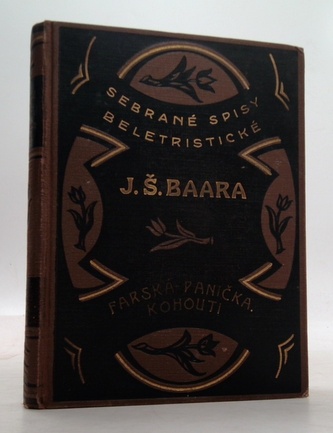 SEBRANÉ SPISY
BELETRISTICKÉ
J.Š.BAARA
FARSKÁ PANIČKA.
KOHOUTI